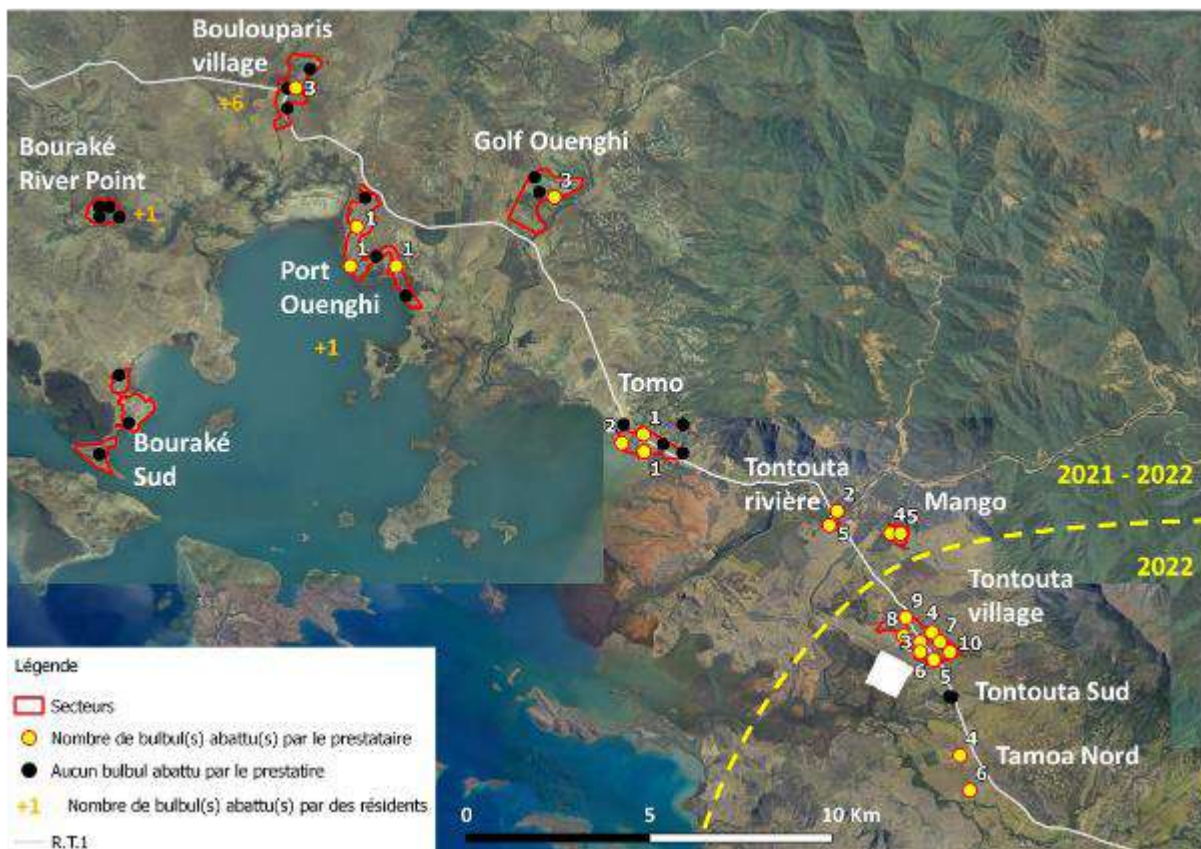 Boulouparis
village
3
+6
Bouraké
River Point
+1
Golf Ouenghi
3
1
1
1
Port
Ouenghi
+1
Bouraké
Sud
Tomo
2
1
1
Tontouta
rivière
2
5
Mango
45
2021 - 2022
2022
Tontouta
village
9
4
8
7
3
10
6
5
Tontouta Sud
4
Tamoa Nord
6
Légende
Secteurs
Nombre de bulbul(s) abattu(s) par le prestataire
Aucun bulbul abattu par le prestatire
+1 Nombre de bulbul(s) abattu(s) par des résidents
R.T.1
0 5 10 Km